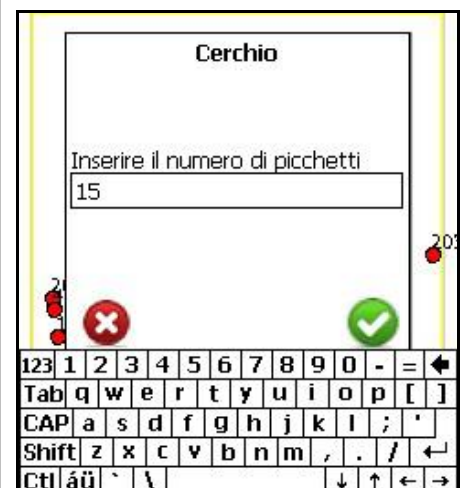 Cerchio
Inserire il numero di picchetti
15
203
123 1 2 3 4 5 6 7 8 9 0 - =
Tab q w e r t y u i o p [ ]
CAP a s d f g h j k l ; '
Shift z x c v b n m , . /
Ctl áü ` \ ↓ ↑ ← →